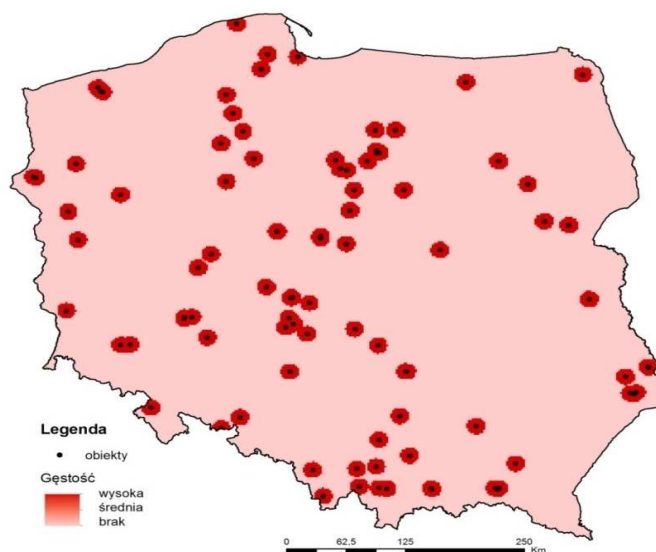 Legenda
obiekty
Gęstość
wysoka
średnia
brak
0 62,5 125 250
Km